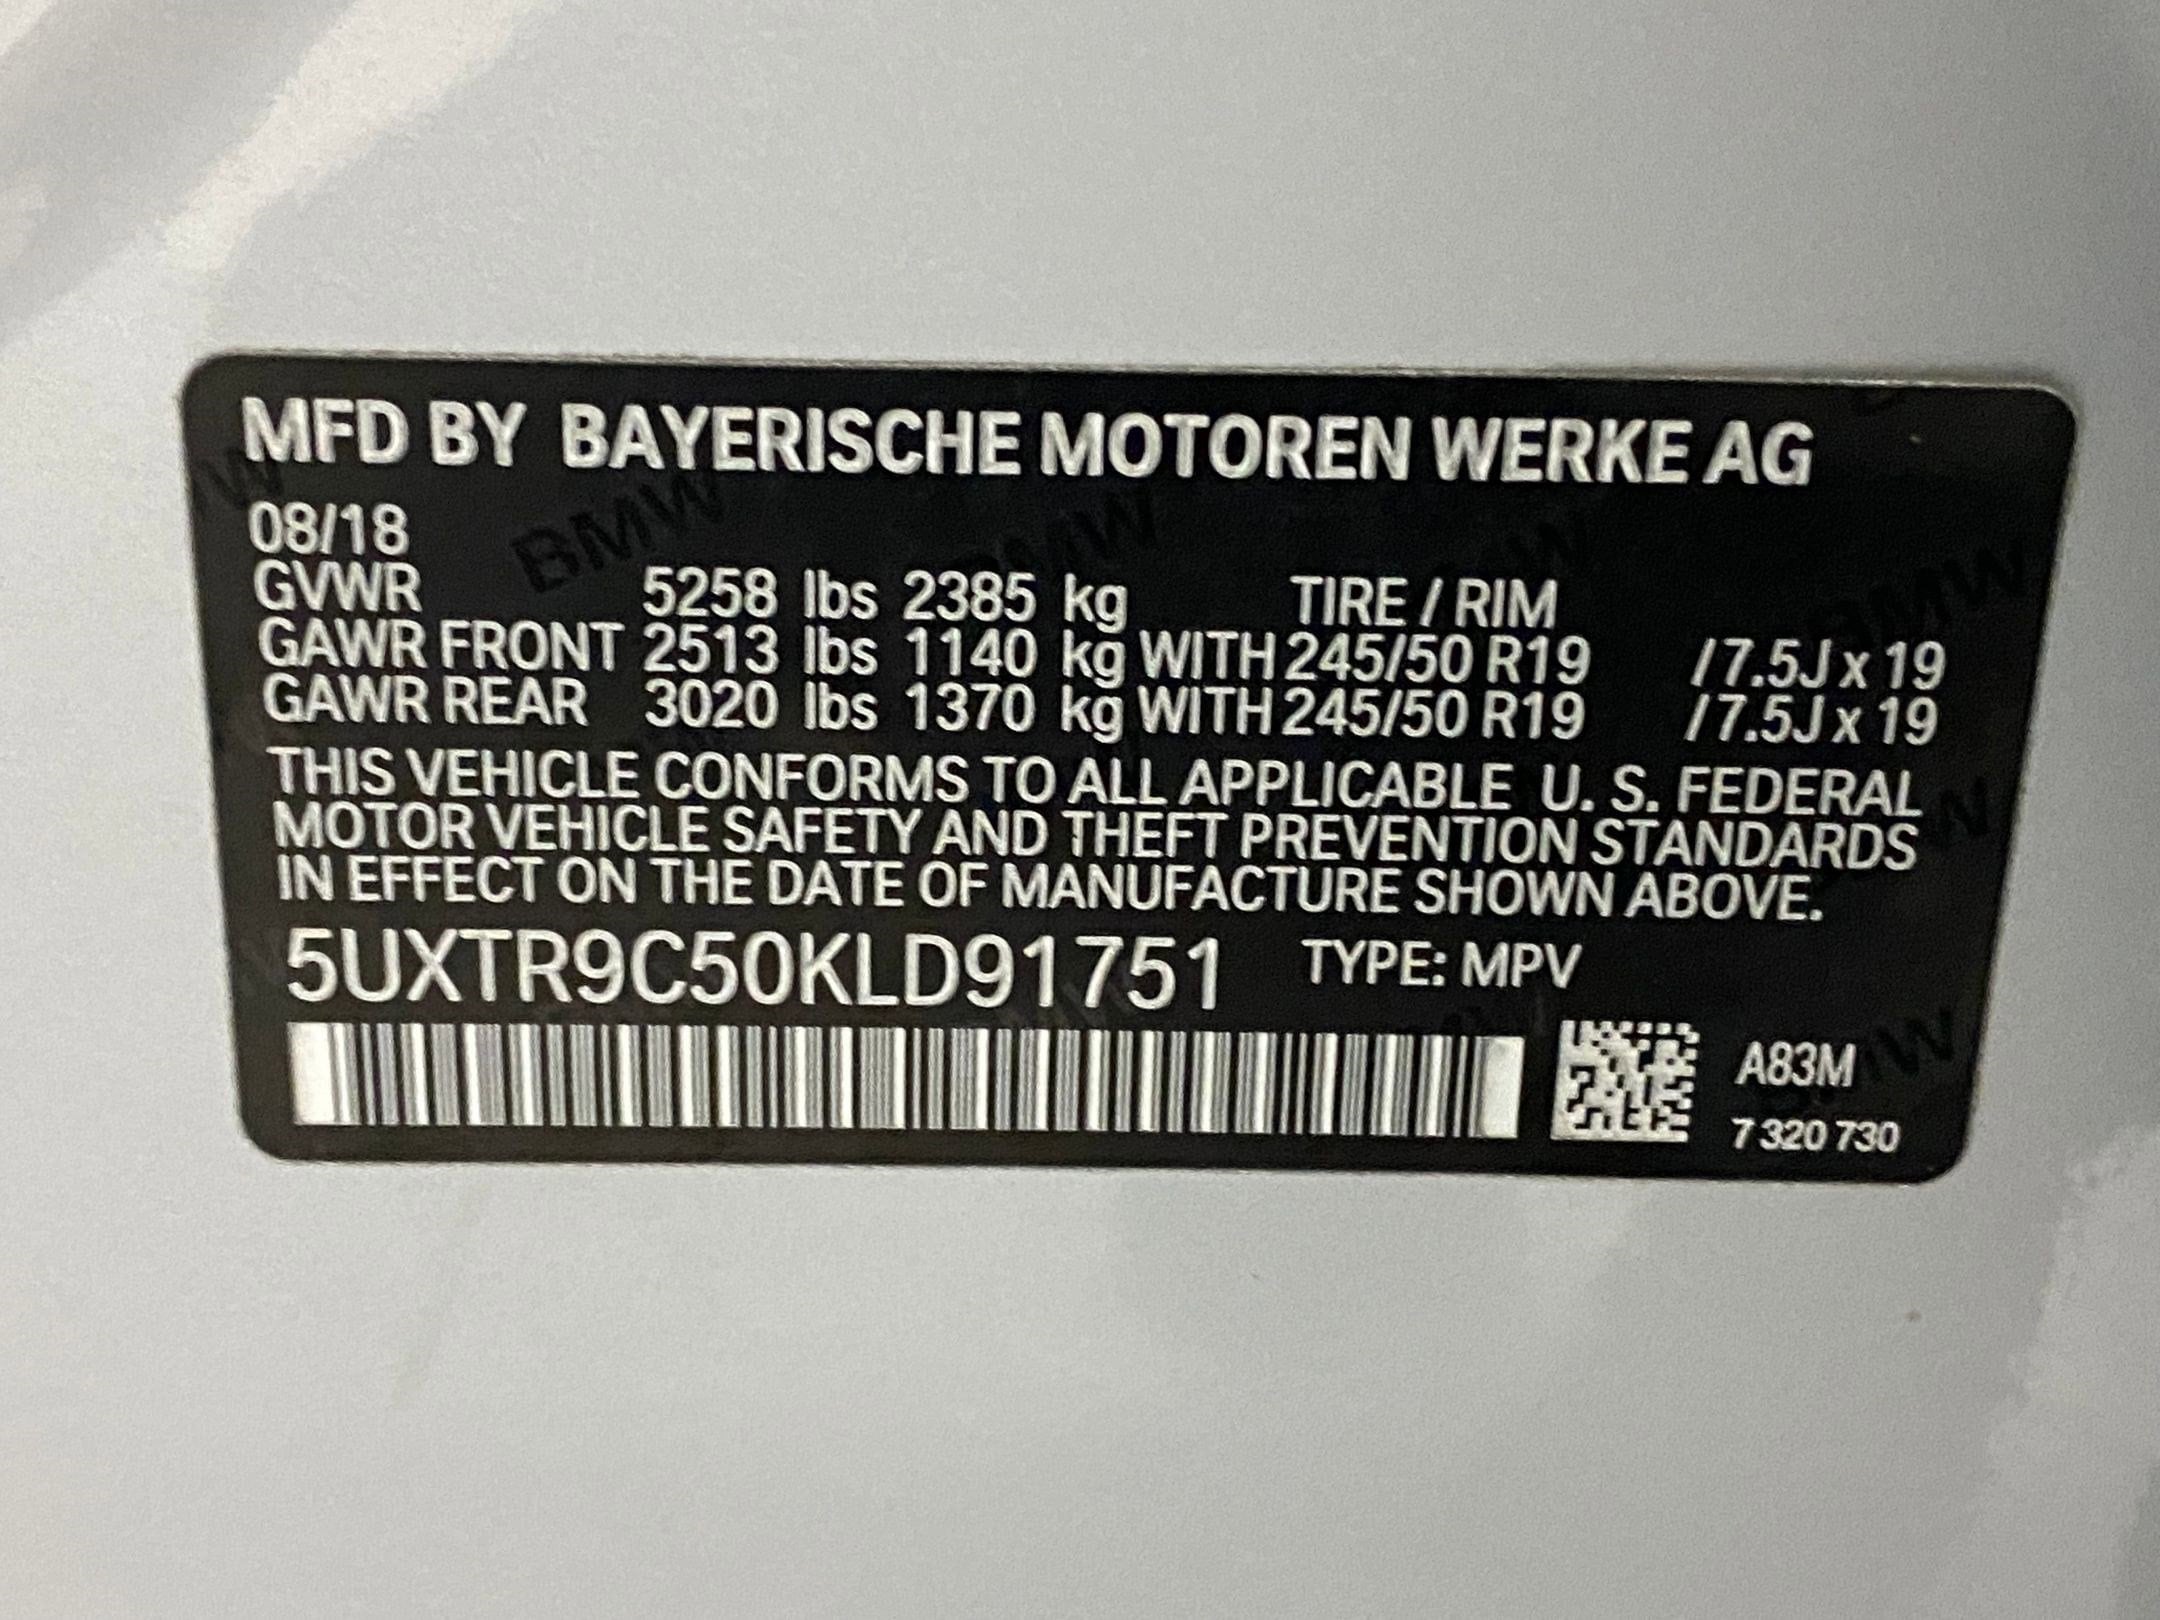 MFD BY BAYERISCHE MOTOREN WERKE AG
08/18
GVWR 5258 lbs 2385 kg TIRE / RIM
GAWR FRONT 2513 lbs 1140 kg WITH 245/50 R19 / 7.5J x 19
GAWR REAR 3020 lbs 1370 kg WITH 245/50 R19 / 7.5J x 19
THIS VEHICLE CONFORMS TO ALL APPLICABLE U. S. FEDERAL
MOTOR VEHICLE SAFETY AND THEFT PREVENTION STANDARDS
IN EFFECT ON THE DATE OF MANUFACTURE SHOWN ABOVE.
5UXTR9C50KLD91751 TYPE: MPV
A83M
7 320 730